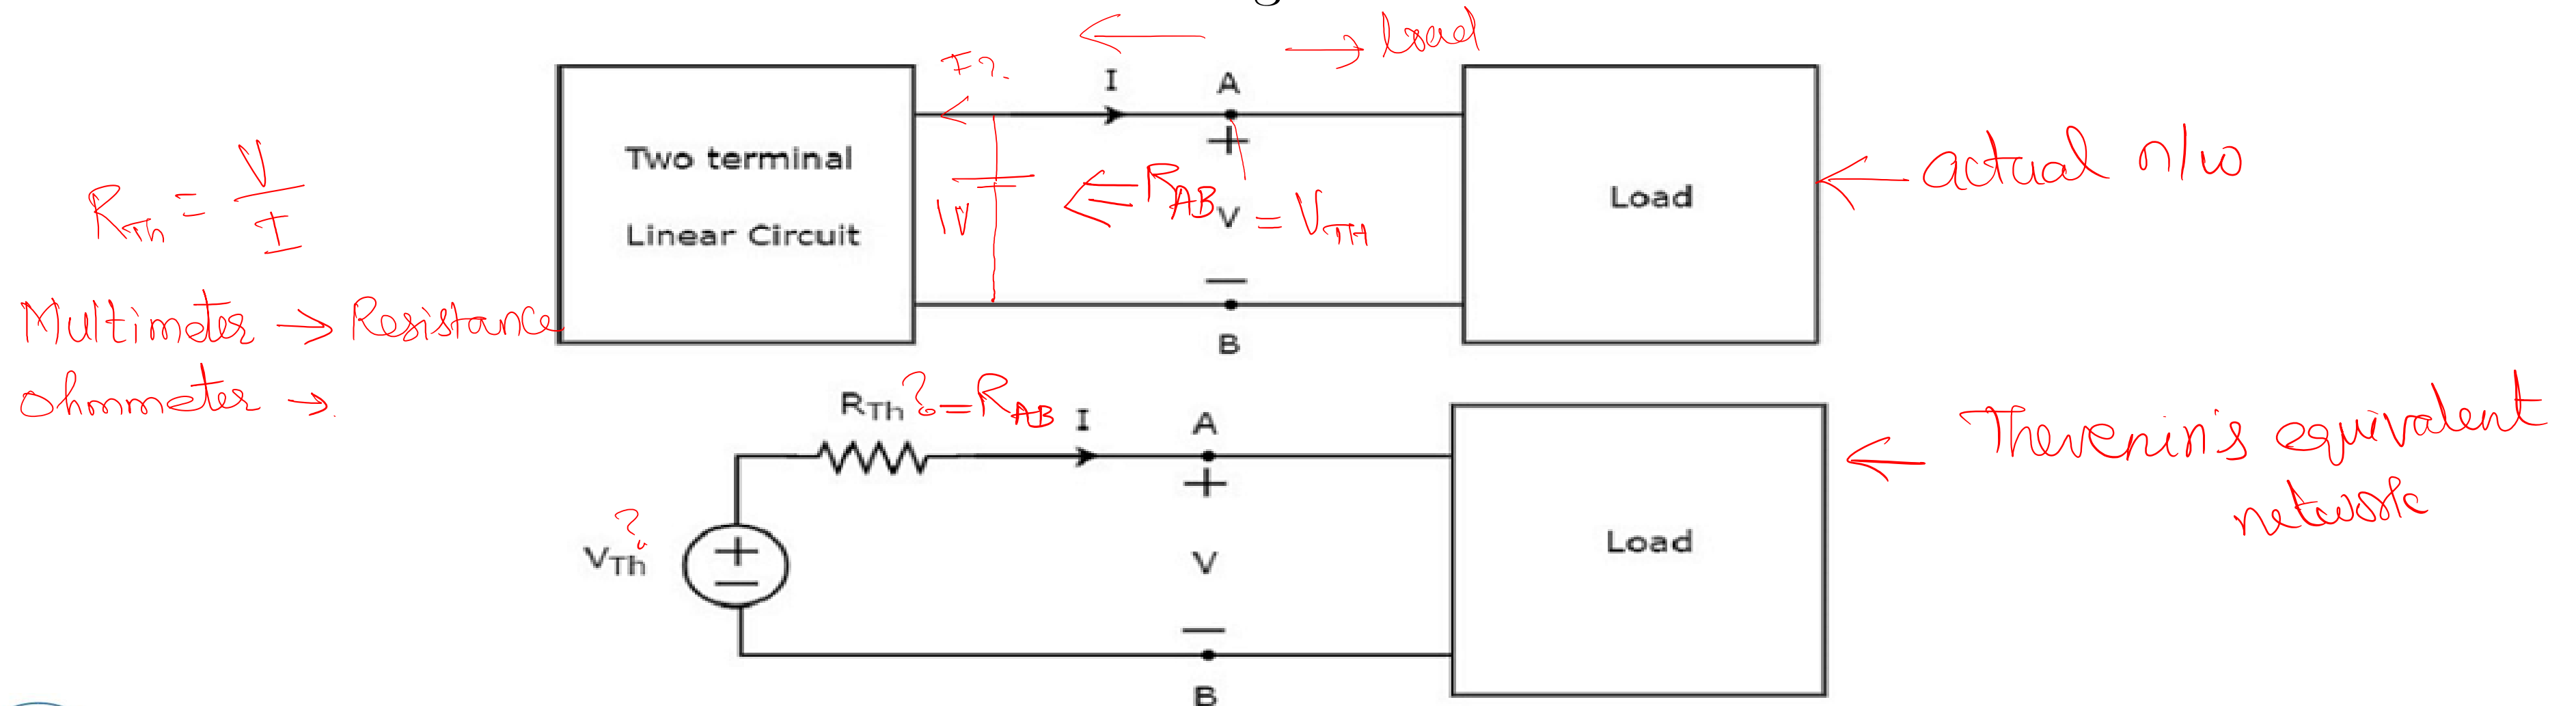 ← → load
I?.
I
A
Two terminal
Linear Circuit
+
1V
⇐ R_AB
V = V_TH
—
B
Load
← actual n/w
R_Th = V/I
Multimeter → Resistance
Ohmmeter →.
R_Th ? = R_AB
I
A
+
V_Th ?
+
—
V
—
B
Load
← Thevenin's equivalent
network